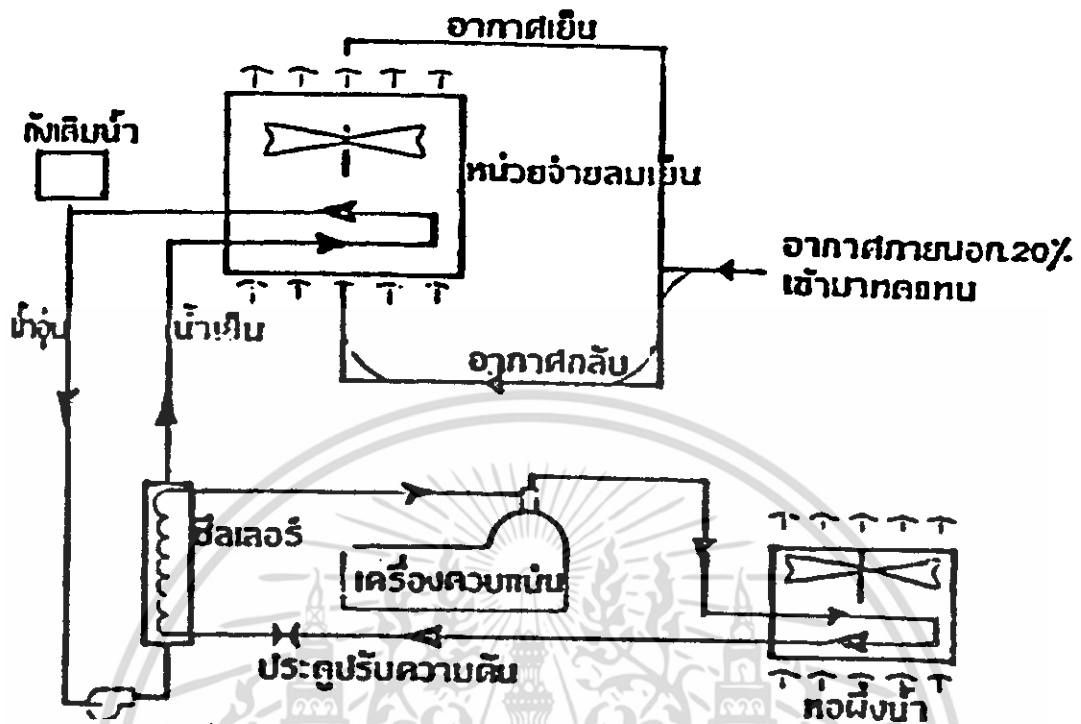 อากาศเย็น
ถังเติมน้ำ
หน่วยจ่ายลมเย็น
อากาศภายนอก 20%
เข้ามาทดแทน
น้ำอุ่น
น้ำเย็น
อากาศกลับ
ชิลเลอร์
เครื่องควบแน่น
ประตูปรับความดัน
หอผึ่งน้ำ